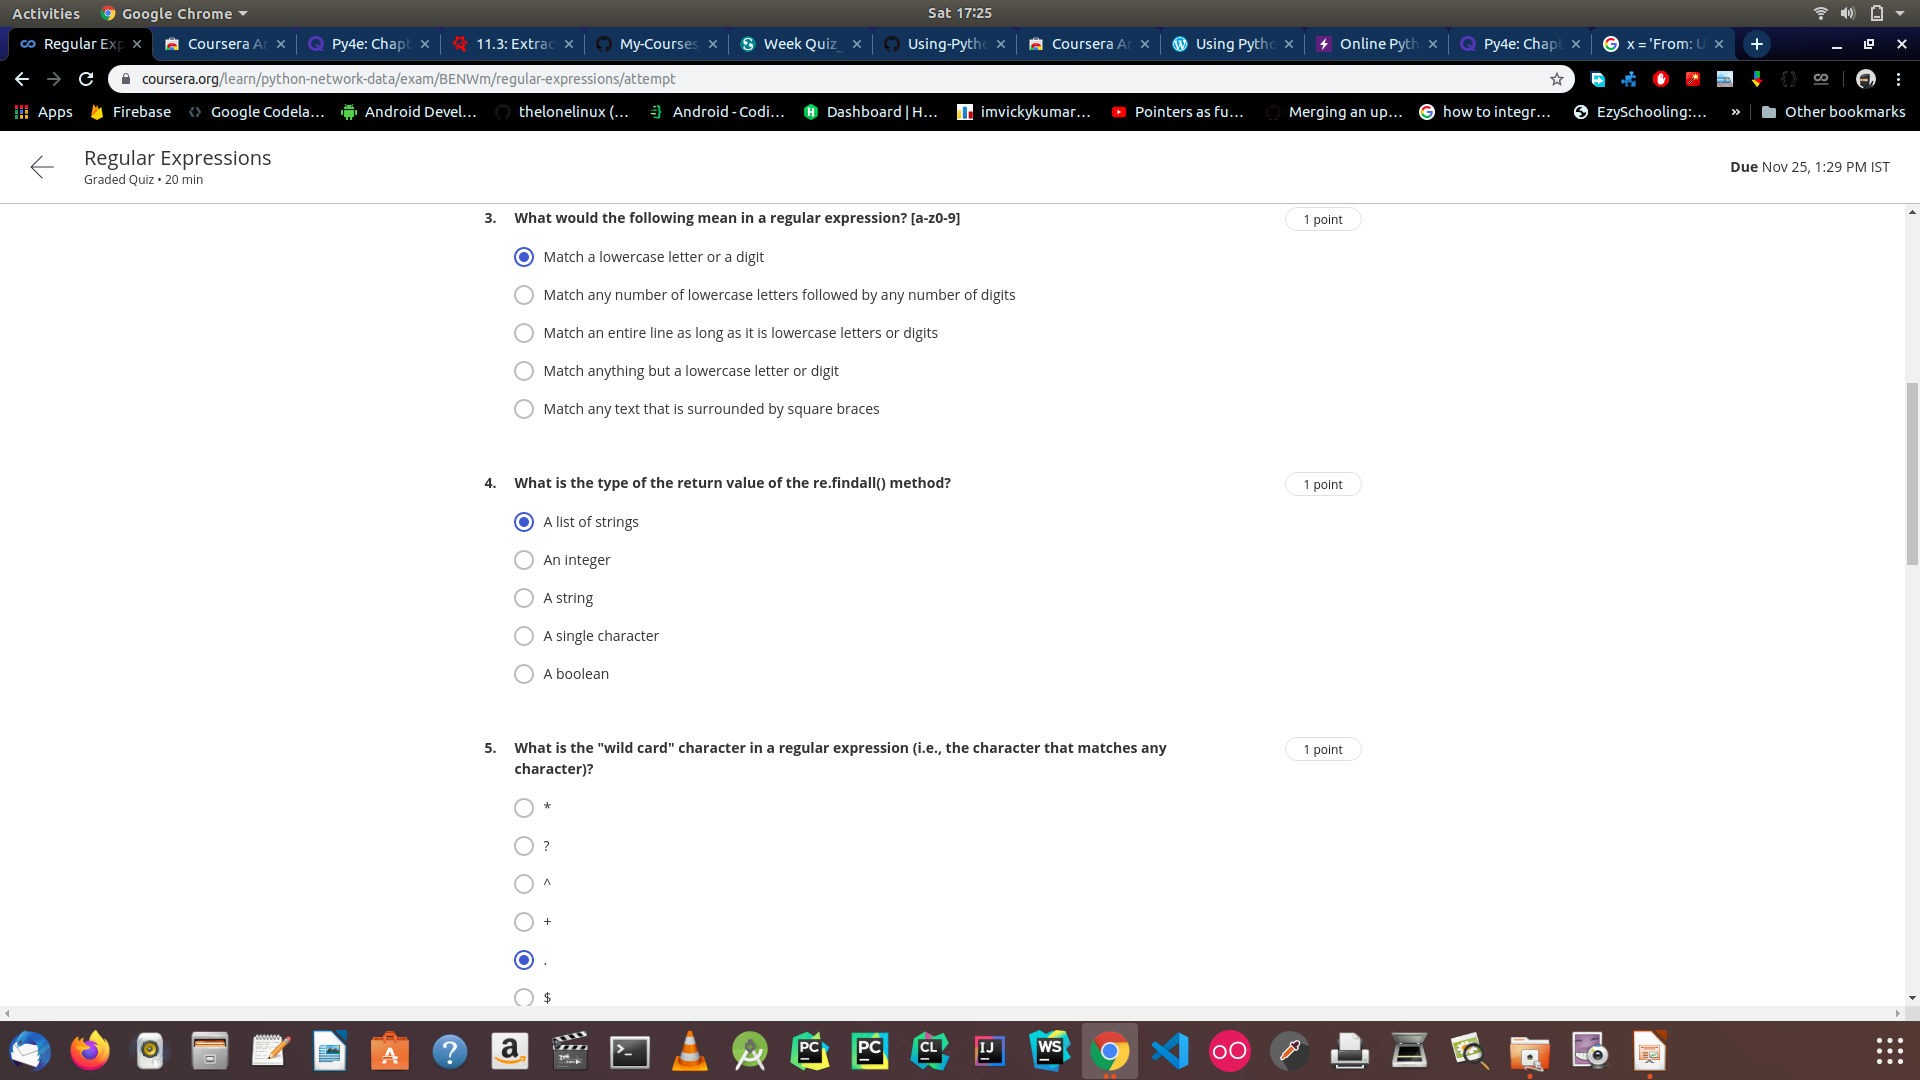 Activities Google Chrome Sat 17:25
Regular Exp Coursera An Py4e: Chapt 11.3: Extrac My-Courses Week Quiz_ Using-Pytho Coursera An Using Pytho Online Pyth Py4e: Chapt x = 'From: U
coursera.org/learn/python-network-data/exam/BENWm/regular-expressions/attempt
Apps Firebase Google Codela... Android Devel... thelonelinux (... Android - Codi... Dashboard | H... imvickykumar... Pointers as fu... Merging an up... how to integr... EzySchooling:... » Other bookmarks
Regular Expressions
Graded Quiz • 20 min
Due Nov 25, 1:29 PM IST
3. What would the following mean in a regular expression? [a-z0-9] 1 point
Match a lowercase letter or a digit
Match any number of lowercase letters followed by any number of digits
Match an entire line as long as it is lowercase letters or digits
Match anything but a lowercase letter or digit
Match any text that is surrounded by square braces
4. What is the type of the return value of the re.findall() method? 1 point
A list of strings
An integer
A string
A single character
A boolean
5. What is the "wild card" character in a regular expression (i.e., the character that matches any 1 point
character)?
*
?
^
+
.
$